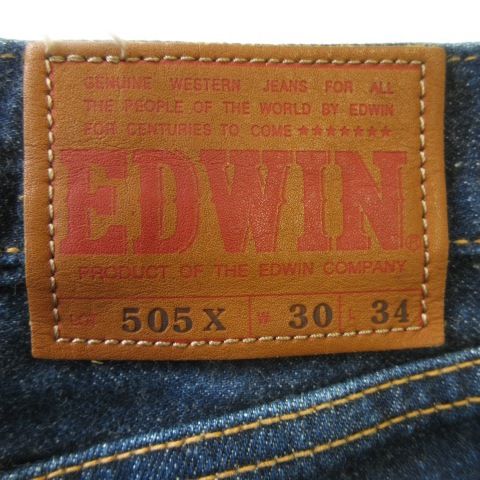 GENUINE WESTERN JEANS FOR ALL
THE PEOPLE OF THE WORLD BY EDWIN
FOR CENTURIES TO COME ★★★★★★★
EDWIN®
PRODUCT OF THE EDWIN COMPANY
LOT 505X W 30 L 34